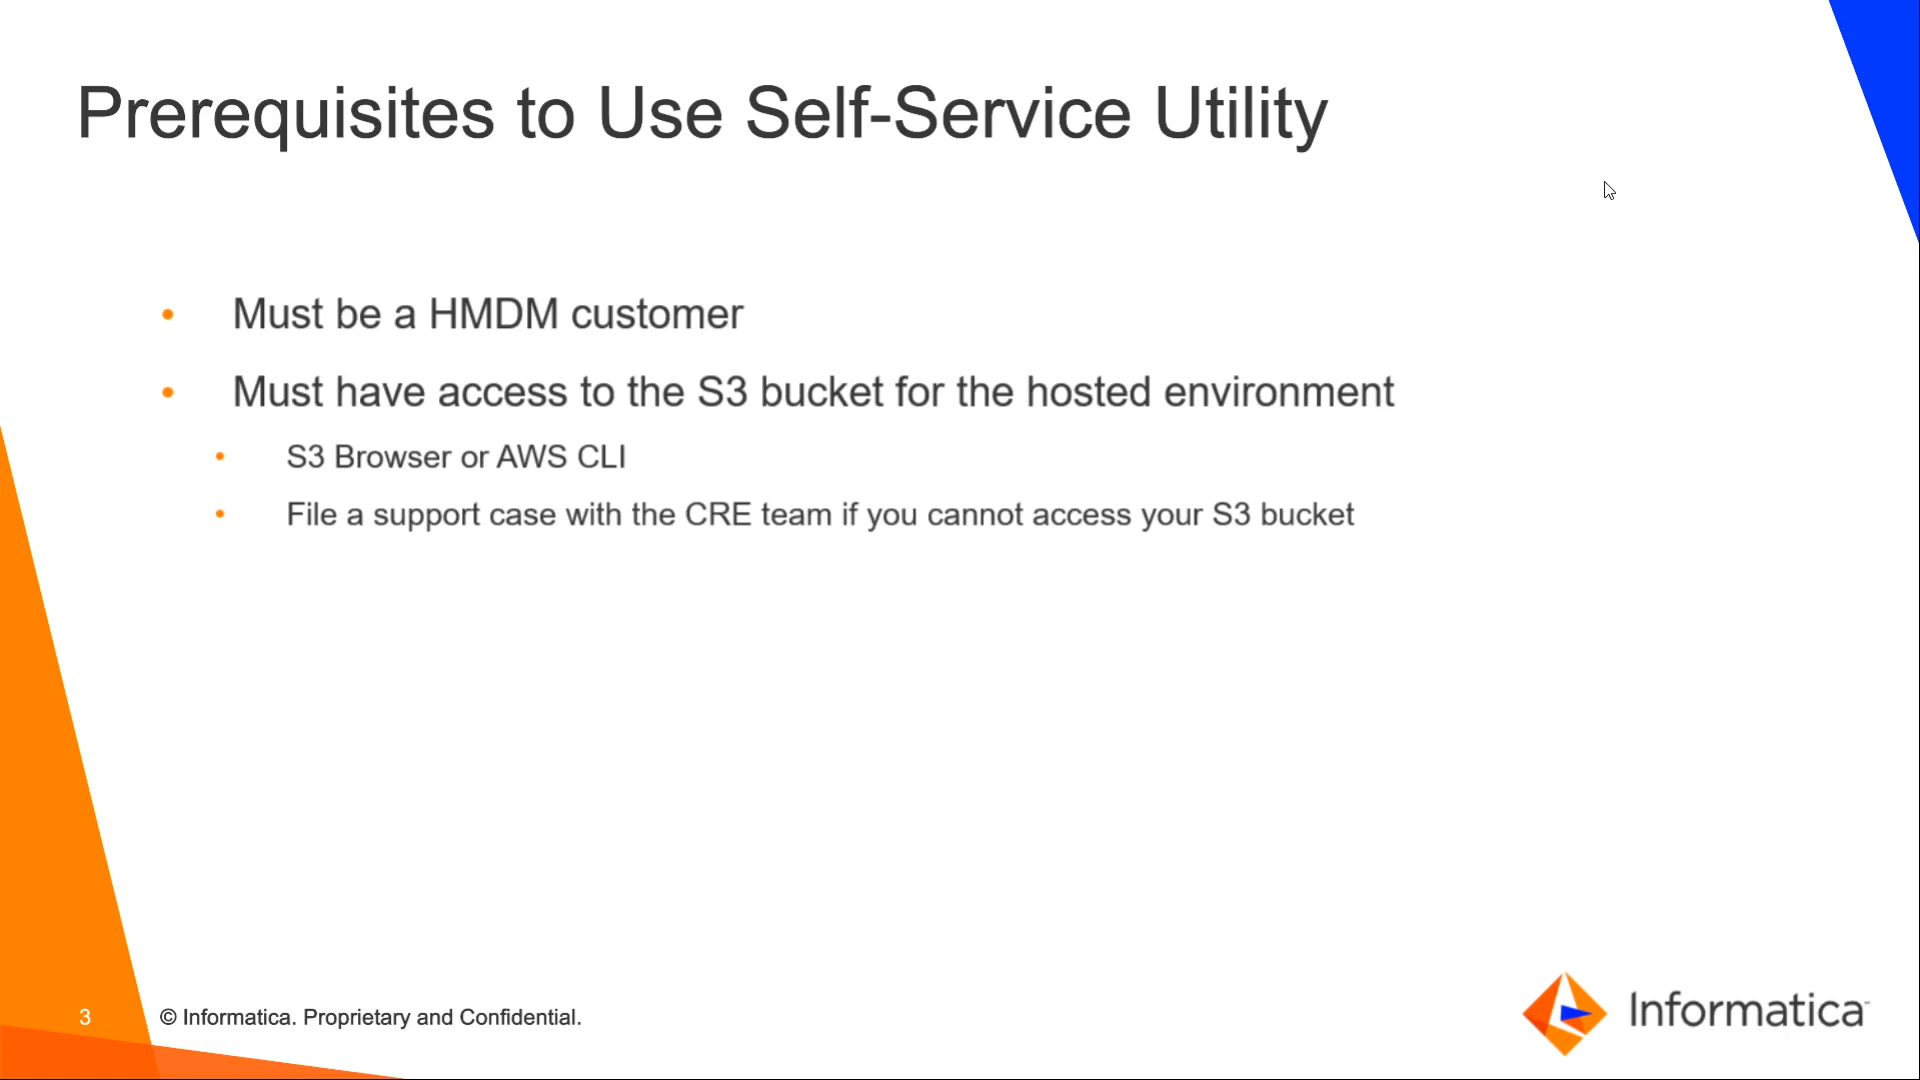 Prerequisites to Use Self-Service Utility
• Must be a HMDM customer
• Must have access to the S3 bucket for the hosted environment
• S3 Browser or AWS CLI
• File a support case with the CRE team if you cannot access your S3 bucket
3 © Informatica. Proprietary and Confidential.
Informatica